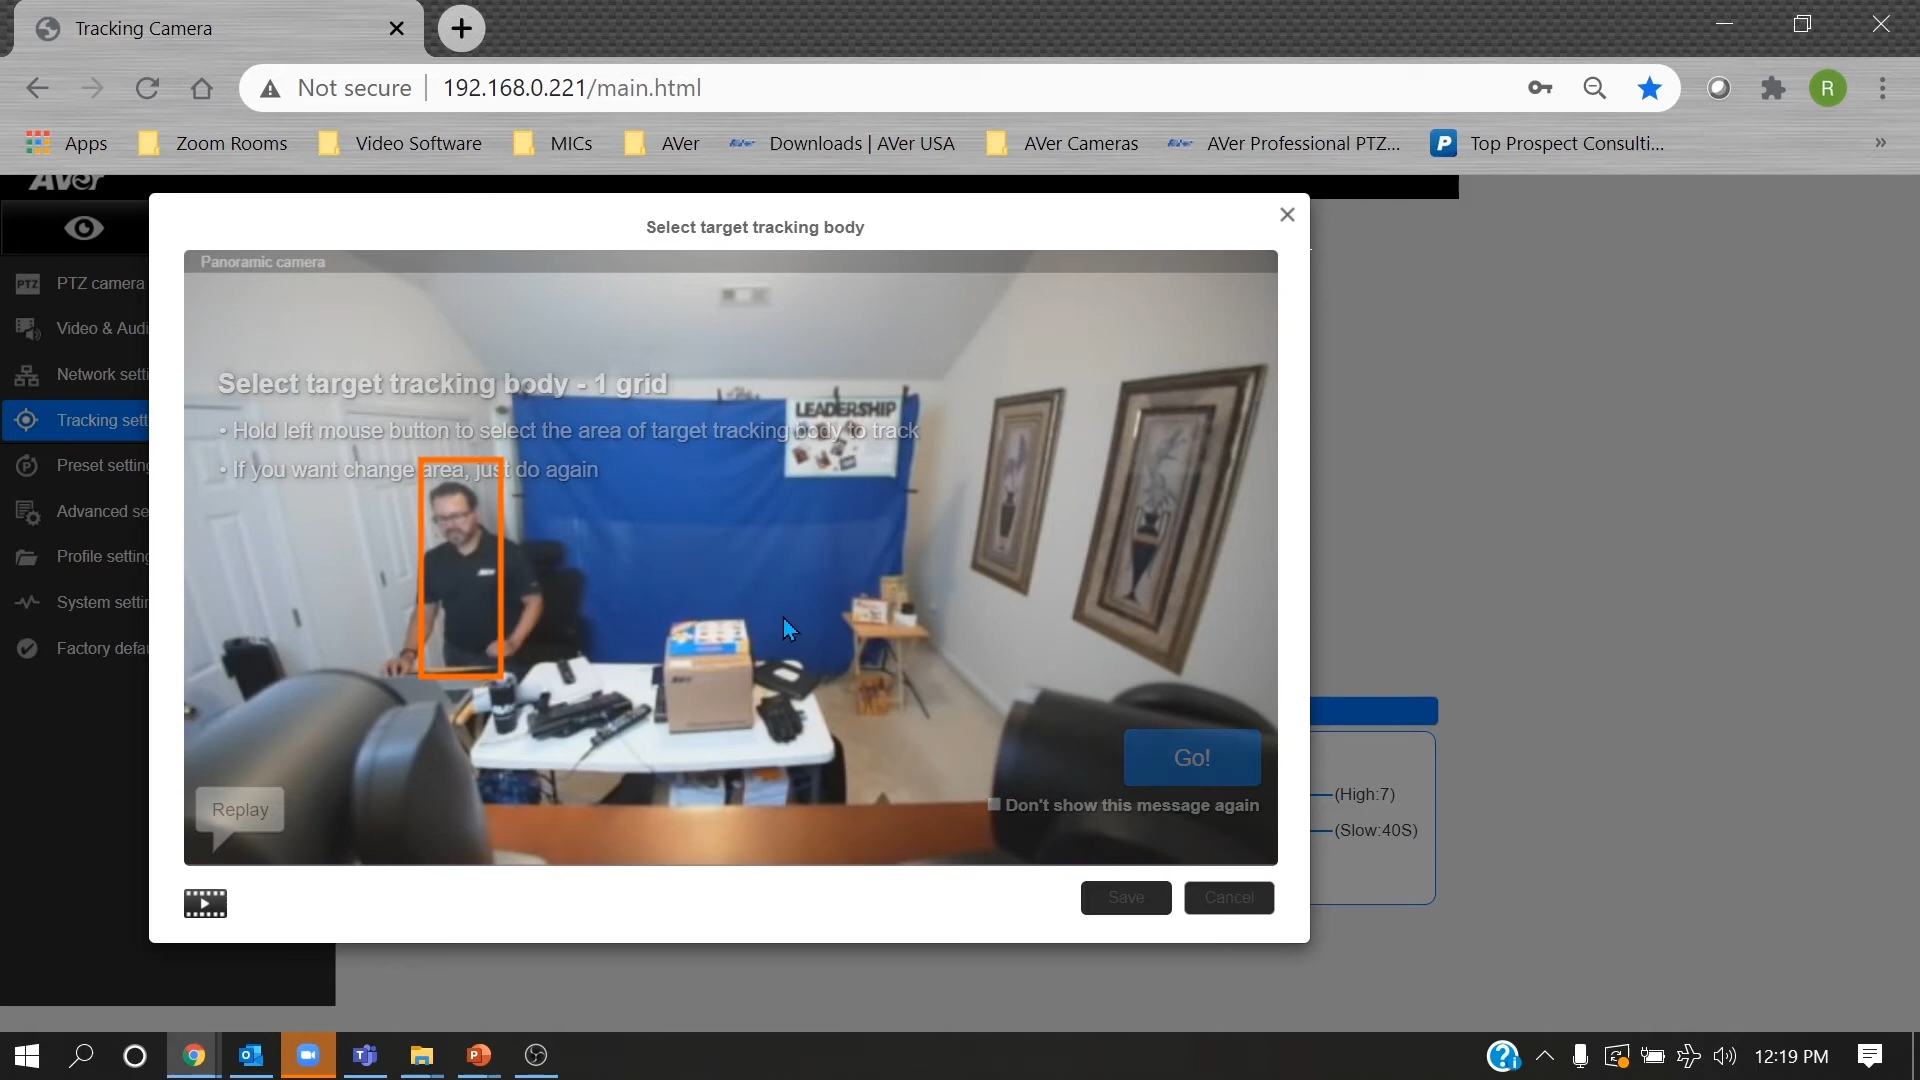 Tracking Camera
Not secure
192.168.0.221/main.html
R
Apps
Zoom Rooms
Video Software
MICs
AVer
Downloads | AVer USA
AVer Cameras
AVer Professional PTZ...
Top Prospect Consulti...
»
AVer
Select target tracking body
Panoramic camera
PTZ
PTZ camera
Video & Audi
Network setti
Tracking sett
Preset setting
Advanced se
Profile setting
System settin
Factory defau
Select target tracking body - 1 grid
• Hold left mouse button to select the area of target tracking body to track
• If you want change area, just do again
LEADERSHIP
Go!
Don't show this message again
Replay
Save
Cancel
(High:7)
(Slow:40S)
12:19 PM